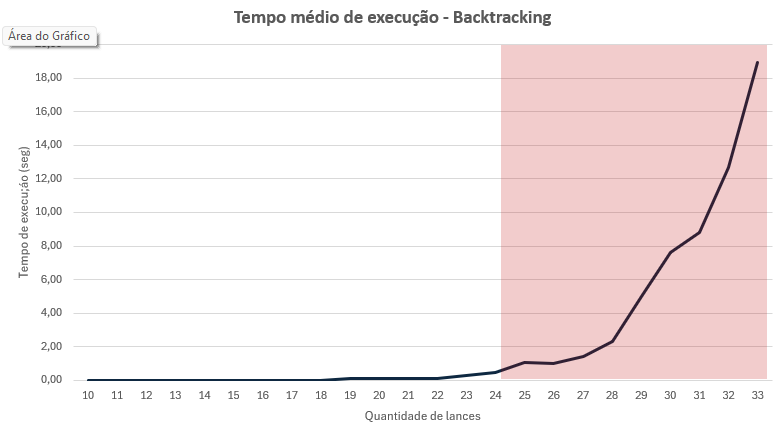 Tempo médio de execução - Backtracking
Área do Gráfico
18,00
16,00
14,00
12,00
10,00
8,00
6,00
4,00
2,00
0,00
Tempo de execu;áo (seg)
10 11 12 13 14 15 16 17 18 19 20 21 22 23 24 25 26 27 28 29 30 31 32 33
Quantidade de lances